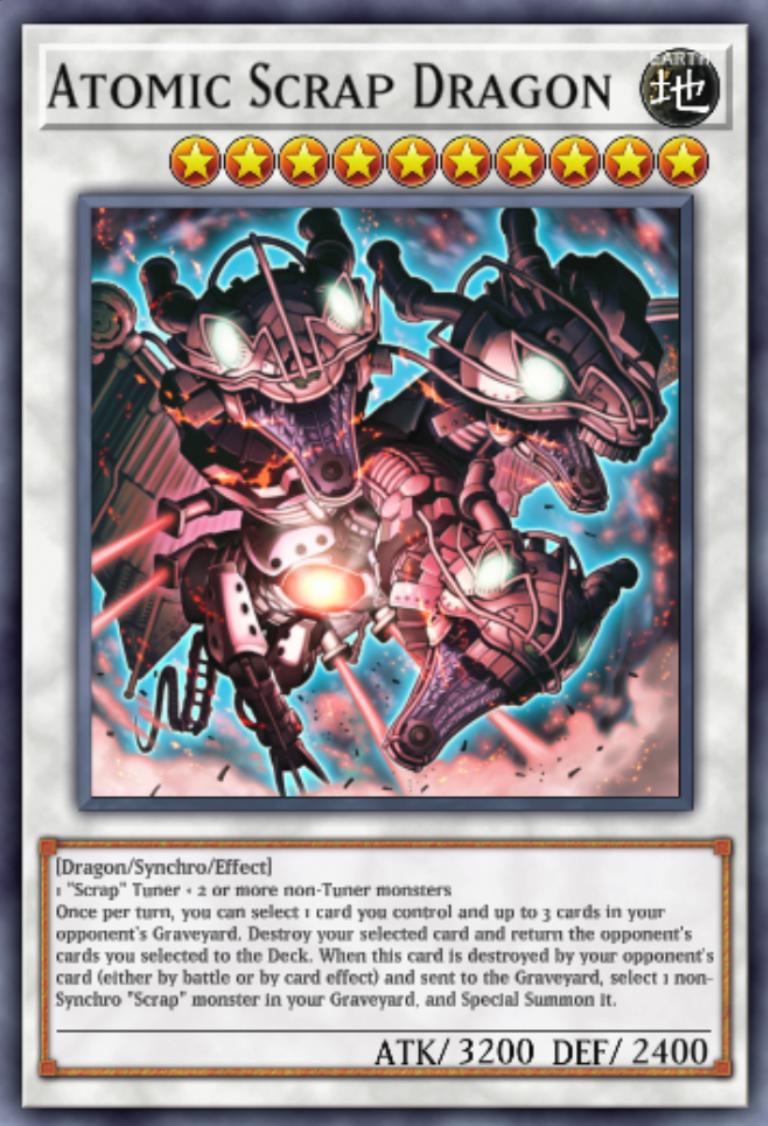 ATOMIC SCRAP DRAGON
EARTH
地
[Dragon/Synchro/Effect]
1 "Scrap" Tuner + 2 or more non-Tuner monsters
Once per turn, you can select 1 card you control and up to 3 cards in your
opponent's Graveyard. Destroy your selected card and return the opponent's
cards you selected to the Deck. When this card is destroyed by your opponent's
card (either by battle or by card effect) and sent to the Graveyard, select 1 non-
Synchro "Scrap" monster in your Graveyard, and Special Summon it.
ATK/ 3200 DEF/ 2400